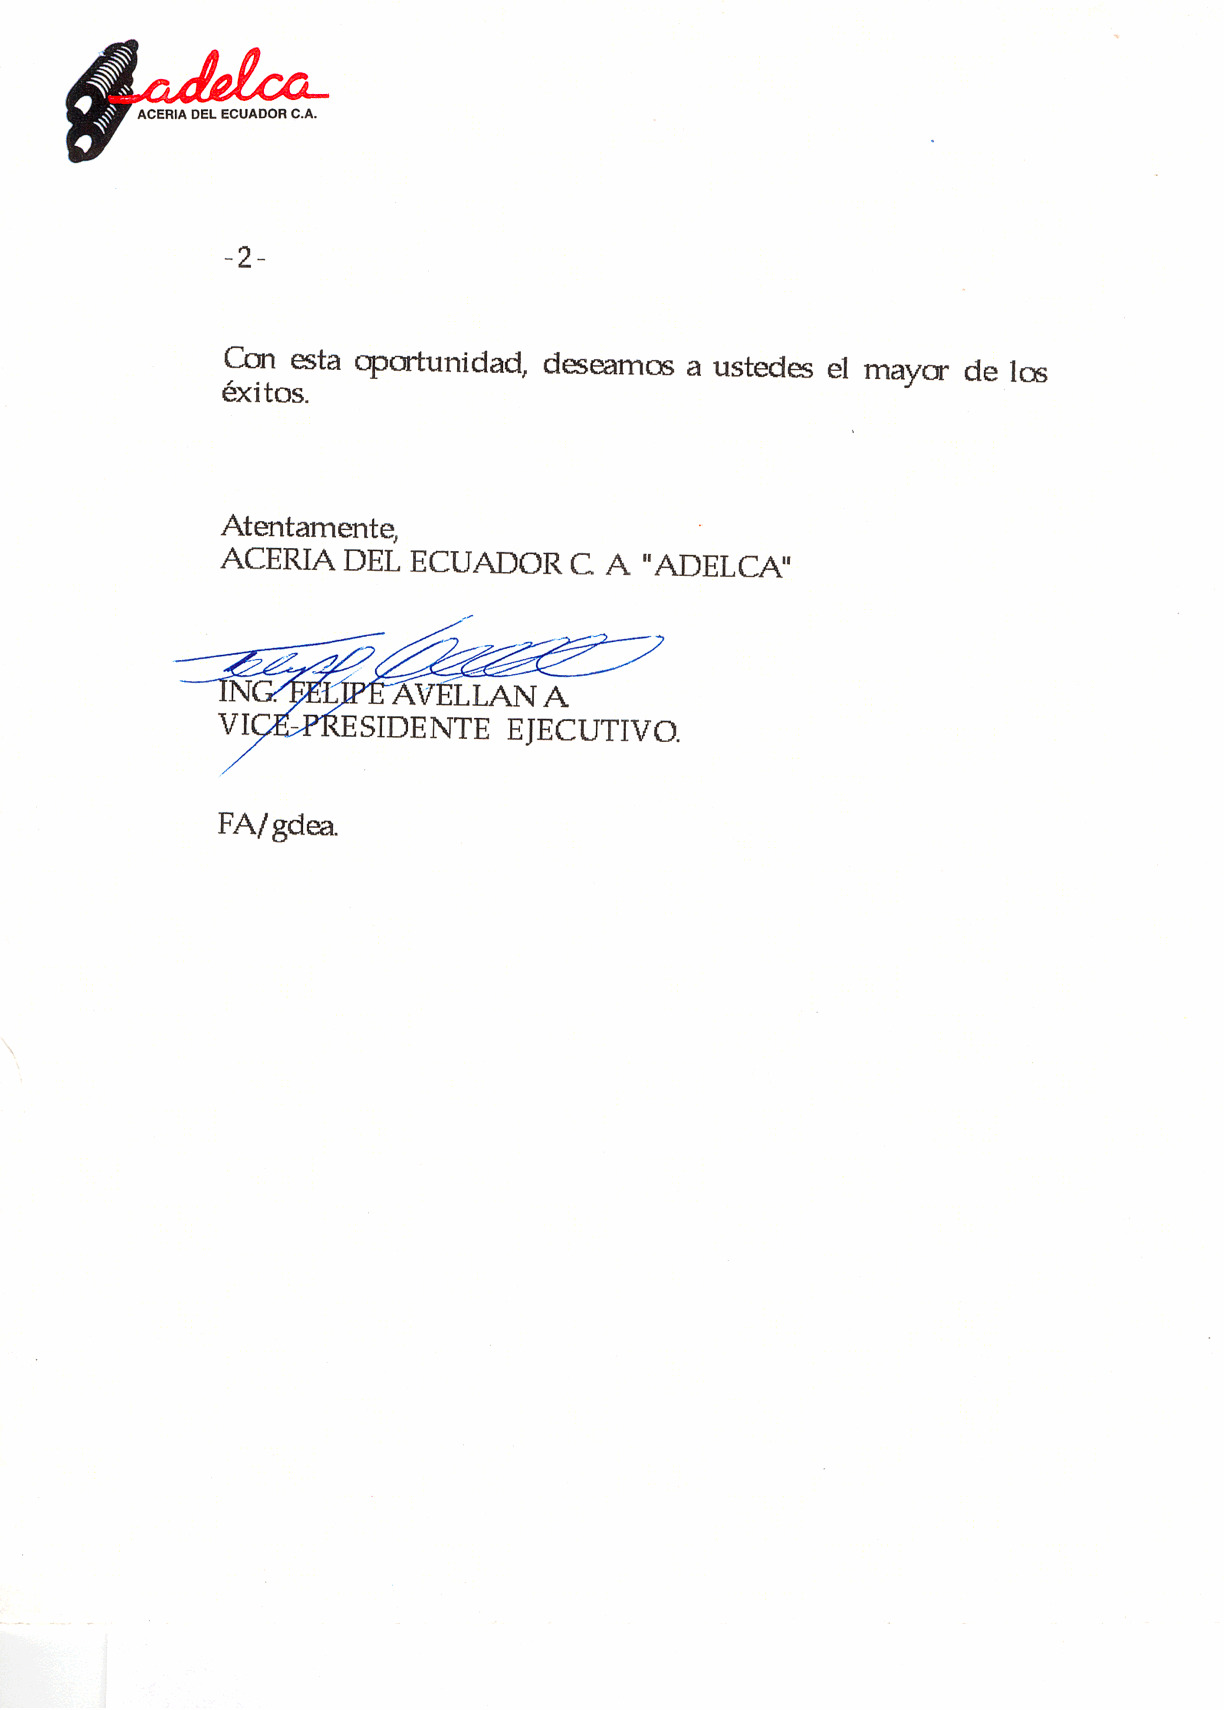 adelca
ACERIA DEL ECUADOR C.A.
-2-
Con esta oportunidad, deseamos a ustedes el mayor de los
éxitos.
Atentamente,
ACERIA DEL ECUADOR C. A. "ADELCA"
ING. FELIPE AVELLAN A.
VICE-PRESIDENTE EJECUTIVO.
FA/gdea.